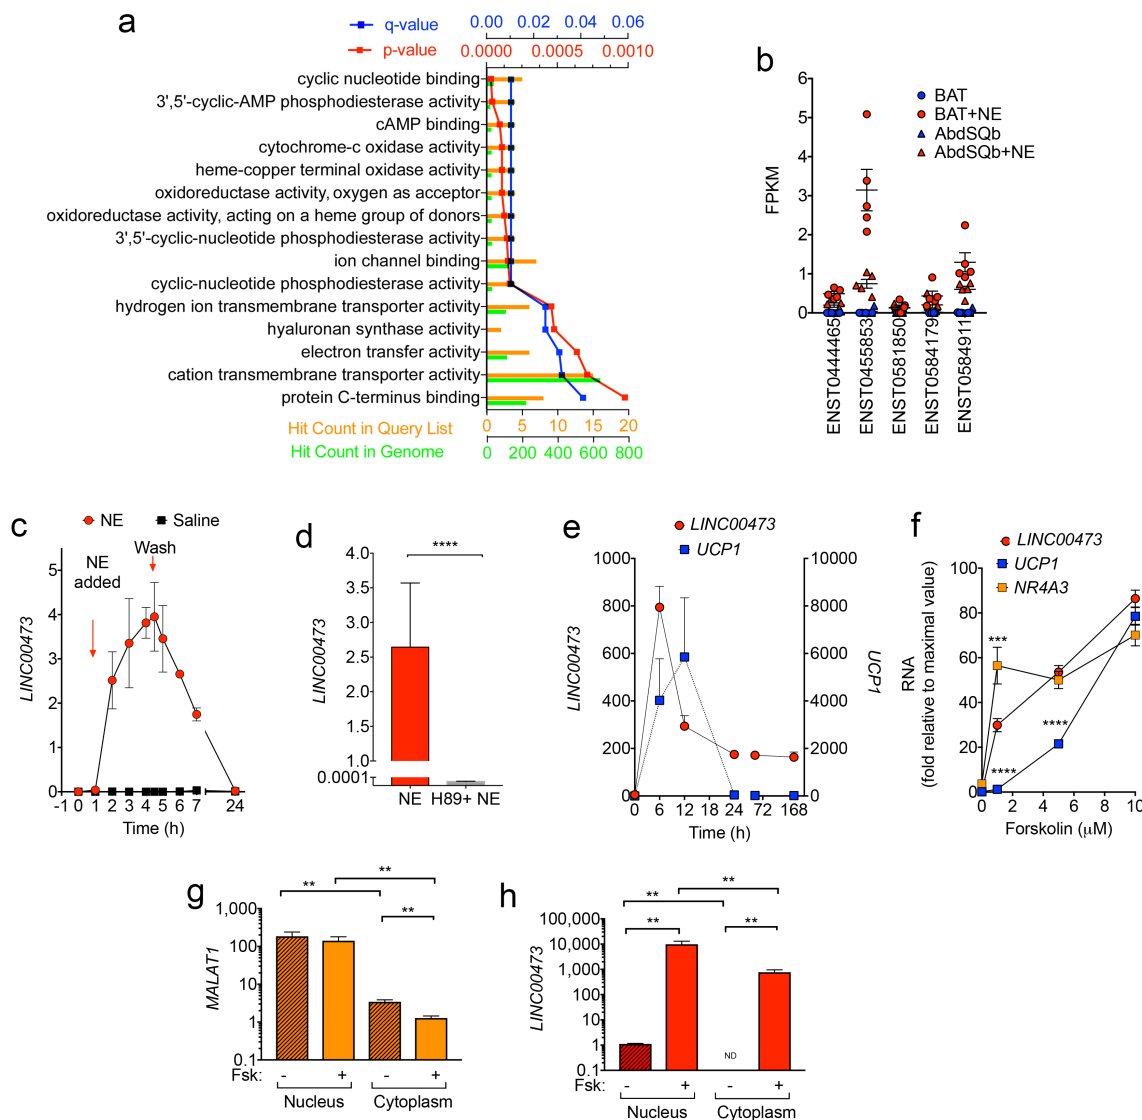 a
q-value
0.00 0.02 0.04 0.06
p-value
0.0000 0.0005 0.0010
cyclic nucleotide binding
3',5'-cyclic-AMP phosphodiesterase activity
cAMP binding
cytochrome-c oxidase activity
heme-copper terminal oxidase activity
oxidoreductase activity, oxygen as acceptor
oxidoreductase activity, acting on a heme group of donors
3',5'-cyclic-nucleotide phosphodiesterase activity
ion channel binding
cyclic-nucleotide phosphodiesterase activity
hydrogen ion transmembrane transporter activity
hyaluronan synthase activity
electron transfer activity
cation transmembrane transporter activity
protein C-terminus binding
Hit Count in Query List
0 5 10 15 20
Hit Count in Genome
0 200 400 600 800
b
FPKM
6
5
4
3
2
1
0
BAT
BAT+NE
AbdSQb
AbdSQb+NE
ENST0444465
ENST0455853
ENST0581850
ENST0584179
ENST0584911
c
NE
Saline
NE
added
Wash
LINC00473
5
4
3
2
1
0
-1 0 1 2 3 4 5 6 7 24
Time (h)
d
****
LINC00473
4.0
3.5
3.0
2.5
2.0
1.5
1.0
0.0001
NE H89+ NE
e
LINC00473
UCP1
LINC00473
1000
800
600
400
200
0
10000
8000
6000
4000
2000
0
UCP1
0 6 12 18 24 72 168
Time (h)
f
LINC00473
UCP1
NR4A3
RNA
(fold relative to maximal value)
100
80
60
40
20
0
***
****
****
0 2 4 6 8 10
Forskolin (μM)
g
MALAT1
1,000
100
10
1
0.1
**
**
**
Fsk: - + - +
Nucleus Cytoplasm
h
LINC00473
100,000
10,000
1,000
100
10
1
0.1
**
**
**
**
ND
Fsk: - + - +
Nucleus Cytoplasm